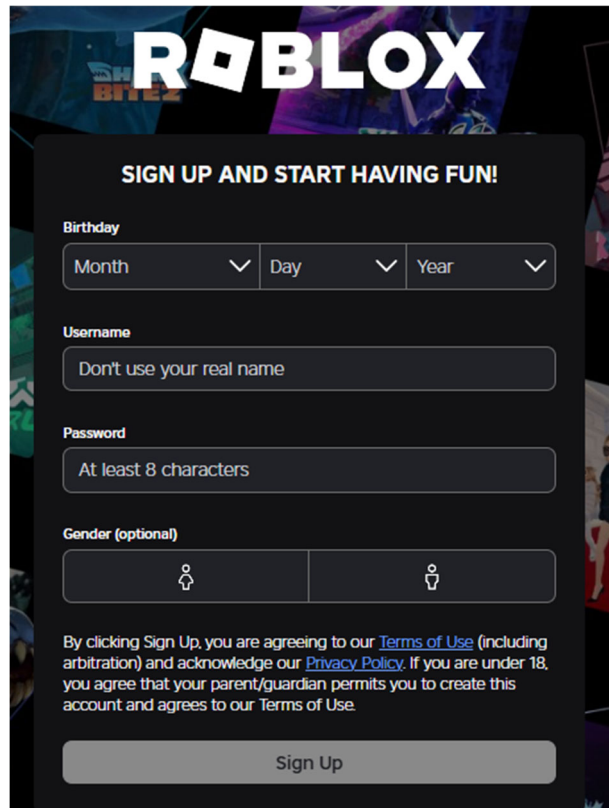 SHARK
BITE 2
ROBLOX
SIGN UP AND START HAVING FUN!
Birthday
Month Day Year
Username
Don't use your real name
Password
At least 8 characters
Gender (optional)
By clicking Sign Up, you are agreeing to our Terms of Use (including
arbitration) and acknowledge our Privacy Policy. If you are under 18,
you agree that your parent/guardian permits you to create this
account and agrees to our Terms of Use.
Sign Up